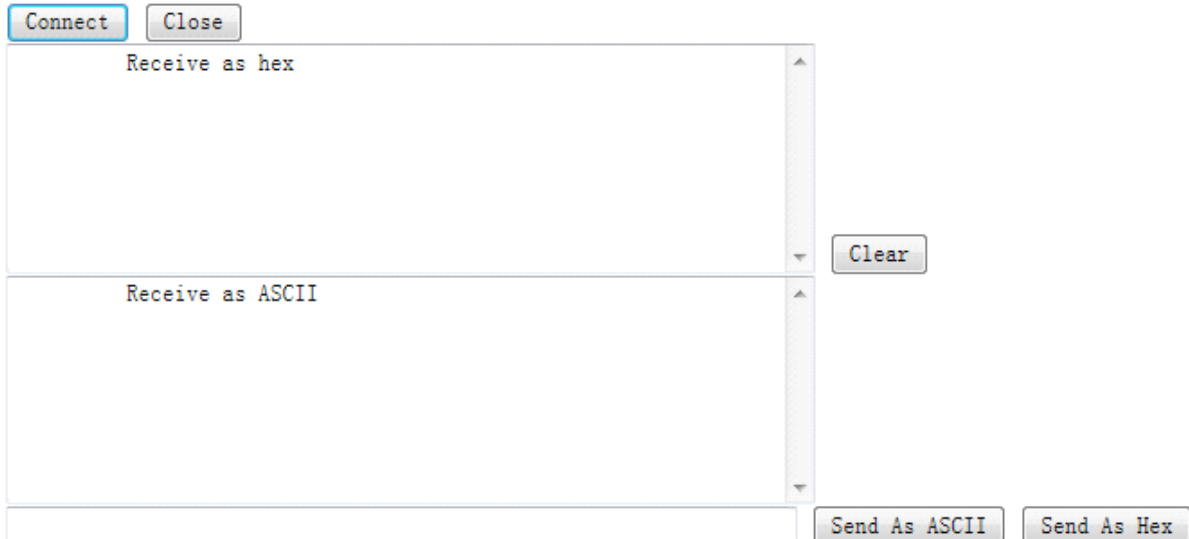 Connect Close
Receive as hex
Clear
Receive as ASCII
Send As ASCII Send As Hex